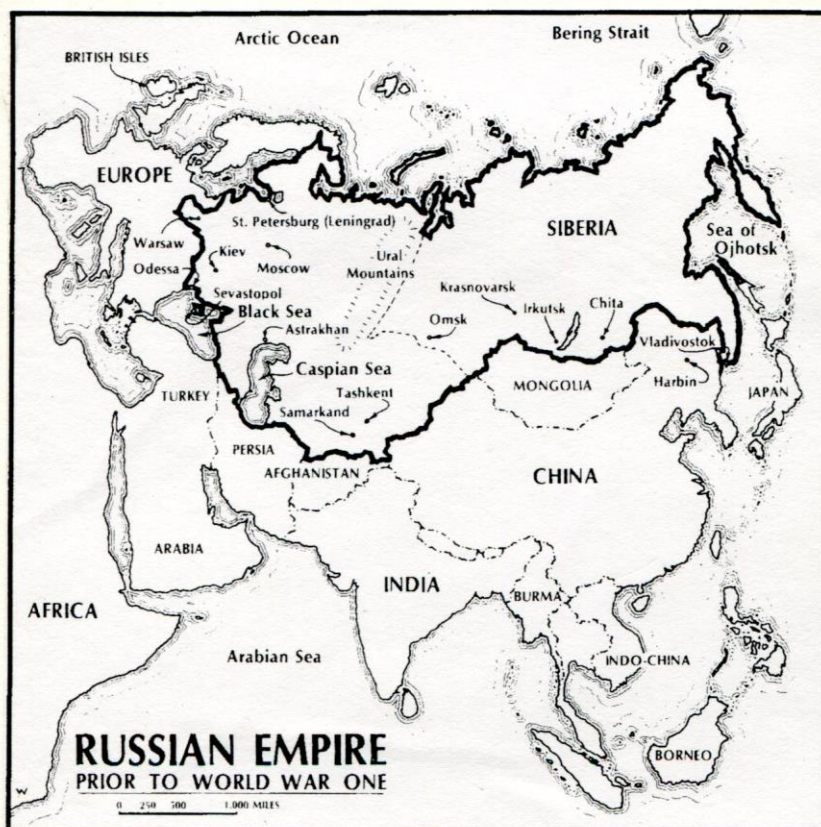 Arctic Ocean
Bering Strait
BRITISH ISLES
EUROPE
St. Petersburg (Leningrad)
SIBERIA
Sea of
Ojhotsk
Warsaw
Kiev
Moscow
Ural
Mountains
Odessa
Sevastopol
Black Sea
Krasnovarsk
Irkutsk
Chita
Omsk
Astrakhan
Vladivostok
Caspian Sea
Tashkent
MONGOLIA
Harbin
JAPAN
TURKEY
Samarkand
PERSIA
AFGHANISTAN
CHINA
ARABIA
INDIA
BURMA
AFRICA
Arabian Sea
INDO-CHINA
BORNEO
RUSSIAN EMPIRE
PRIOR TO WORLD WAR ONE
W
0 250 500 1,000 MILES